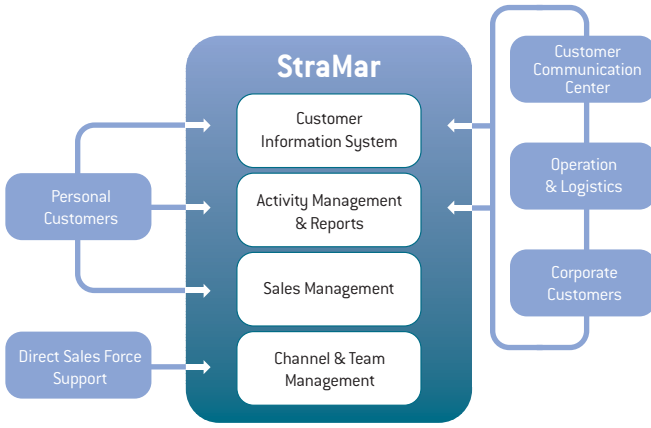 StraMar
Customer
Information System
Activity Management
& Reports
Sales Management
Channel & Team
Management
Personal
Customers
Direct Sales Force
Support
Customer
Communication
Center
Operation
& Logistics
Corporate
Customers